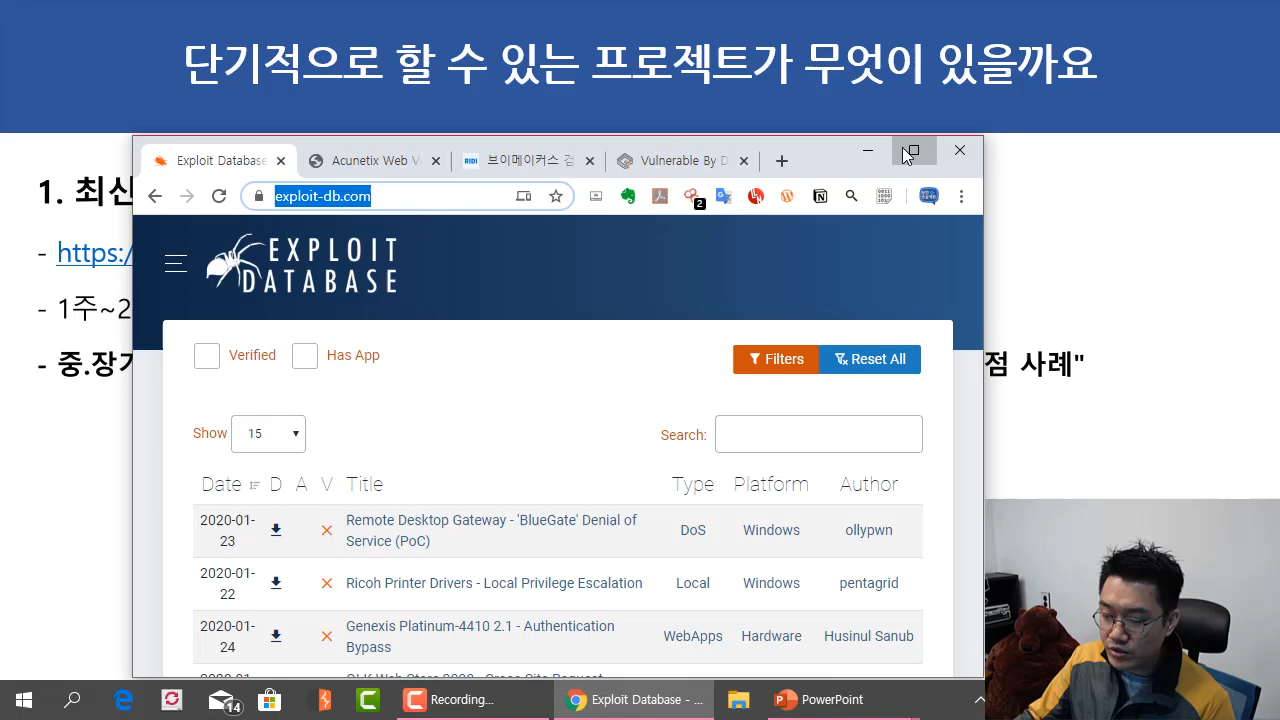 단기적으로 할 수 있는 프로젝트가 무엇이 있을까요
Exploit Database
Acunetix Web V
RIDI
브이메이커스 검
Vulnerable By D
1. 최신
exploit-db.com
2
- https:/
EXPLOIT
DATABASE
- 1주~2
Verified
Has App
Filters
Reset All
- 중.장기
점 사례"
Show
15
Search:
Date D A V Title Type Platform Author
2020-01-
23
Remote Desktop Gateway - 'BlueGate' Denial of
Service (PoC)
DoS
Windows
ollypwn
2020-01-
22
Ricoh Printer Drivers - Local Privilege Escalation
Local
Windows
pentagrid
2020-01-
24
Genexis Platinum-4410 2.1 - Authentication
Bypass
WebApps
Hardware
Husinul Sanub
14
Recording...
Exploit Database - ...
PowerPoint